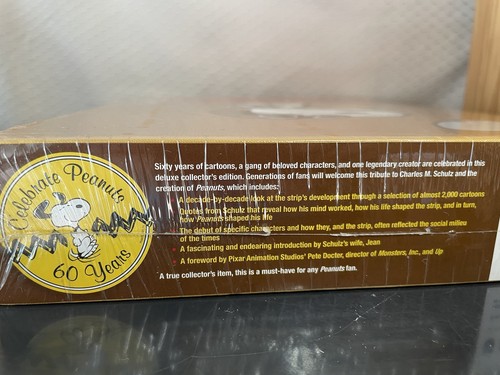 Celebrate Peanuts
60 Years
Sixty years of cartoons, a gang of beloved characters, and one legendary creator are celebrated in this
deluxe collector's edition. Generations of fans will welcome this tribute to Charles M. Schulz and the
creation of Peanuts, which includes:
• A decade-by-decade look at the strip's development through a selection of almost 2,000 cartoons
• Quotes from Schulz that reveal how his mind worked, how his life shaped the strip, and in turn,
how Peanuts shaped his life
• The debut of specific characters and how they, and the strip, often reflected the social milieu
of the times
• A fascinating and endearing introduction by Schulz's wife, Jean
• A foreword by Pixar Animation Studios' Pete Docter, director of Monsters, Inc., and Up
A true collector's item, this is a must-have for any Peanuts fan.